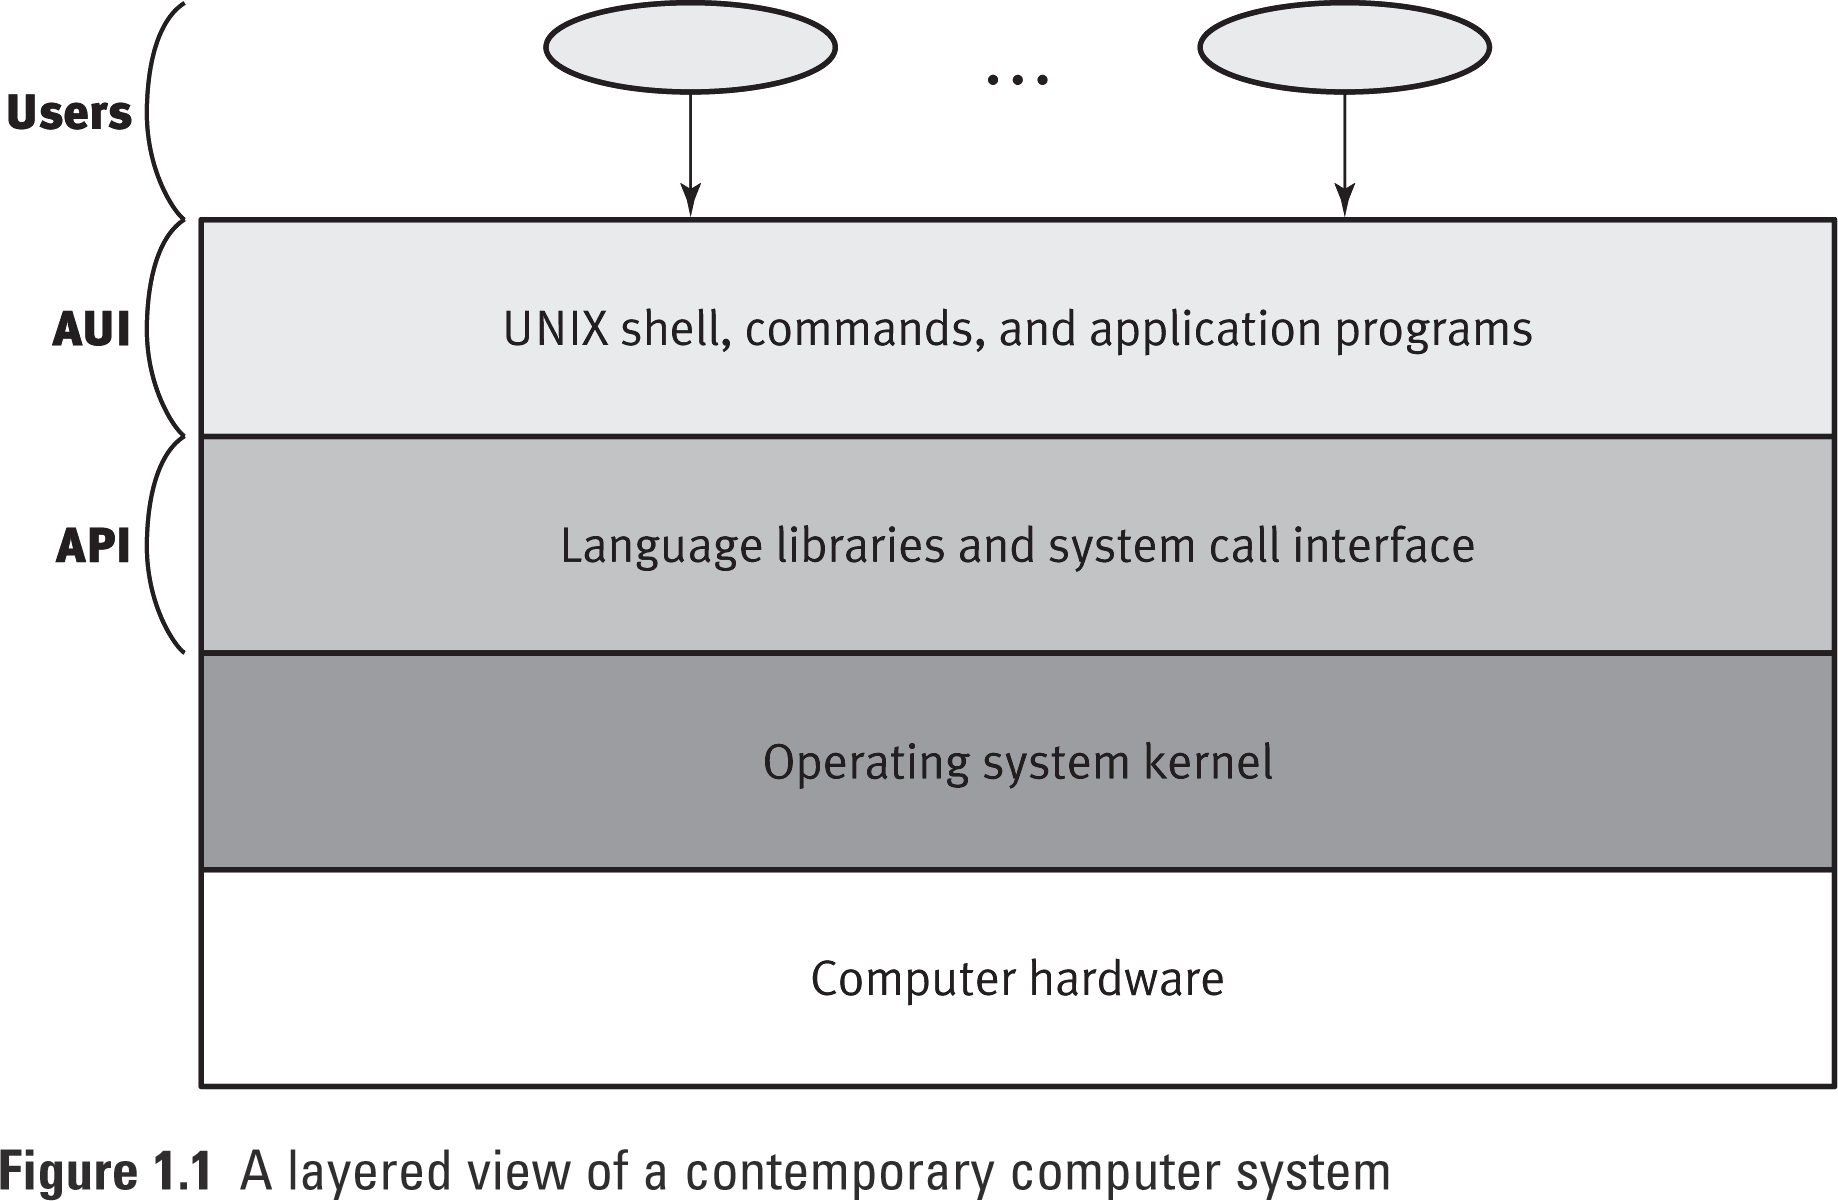 ...
Users
AUI
UNIX shell, commands, and application programs
API
Language libraries and system call interface
Operating system kernel
Computer hardware
Figure 1.1 A layered view of a contemporary computer system